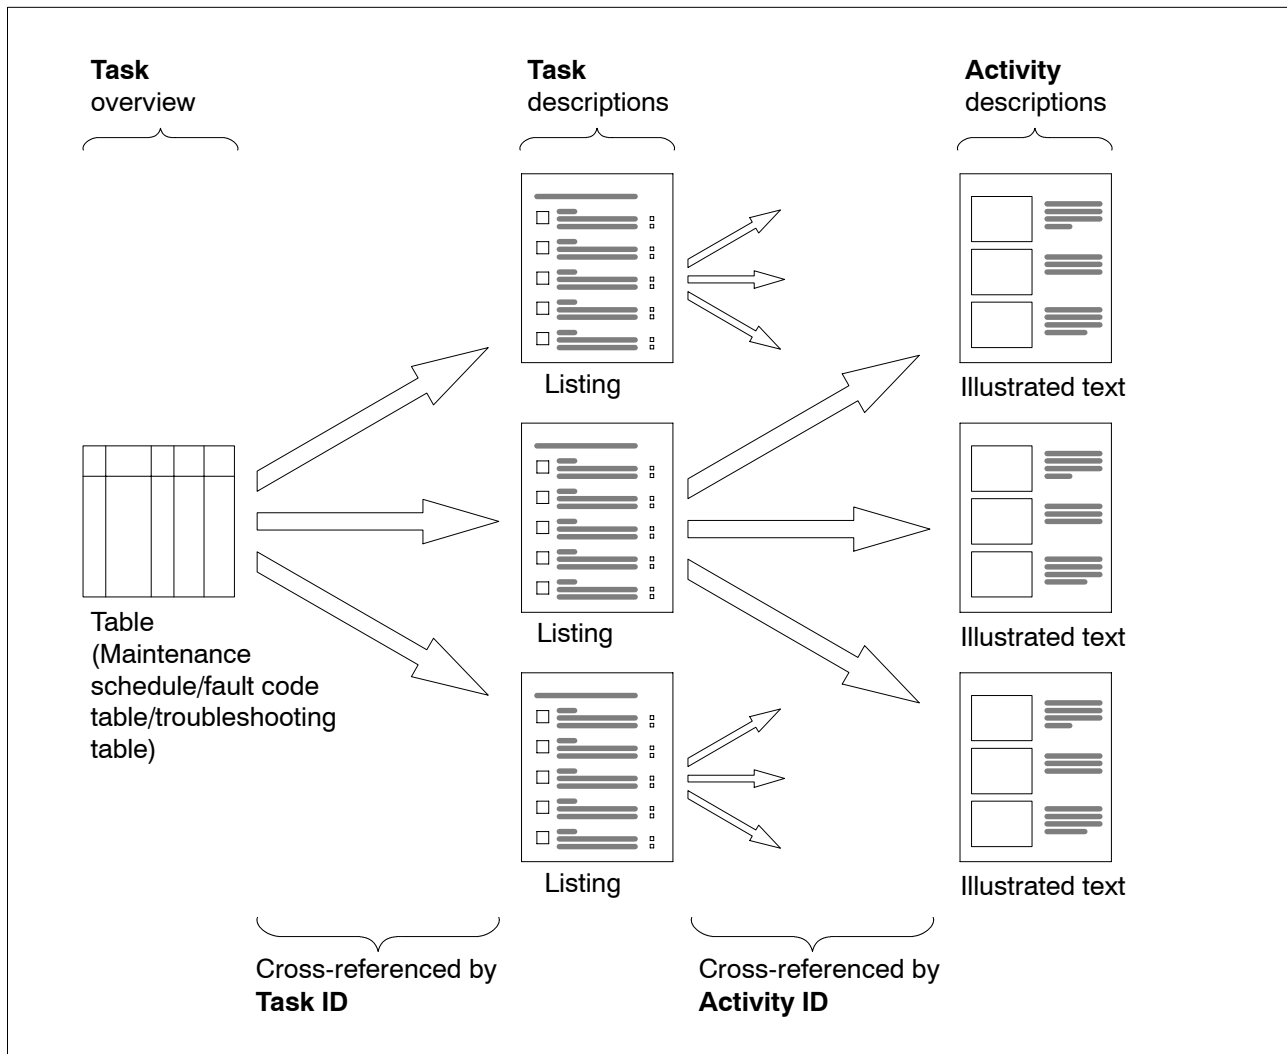 Task
overview
Task
descriptions
Activity
descriptions
Listing
Illustrated text
Table
(Maintenance
schedule/fault code
table/troubleshooting
table)
Listing
Illustrated text
Listing
Illustrated text
Cross-referenced by
Task ID
Cross-referenced by
Activity ID